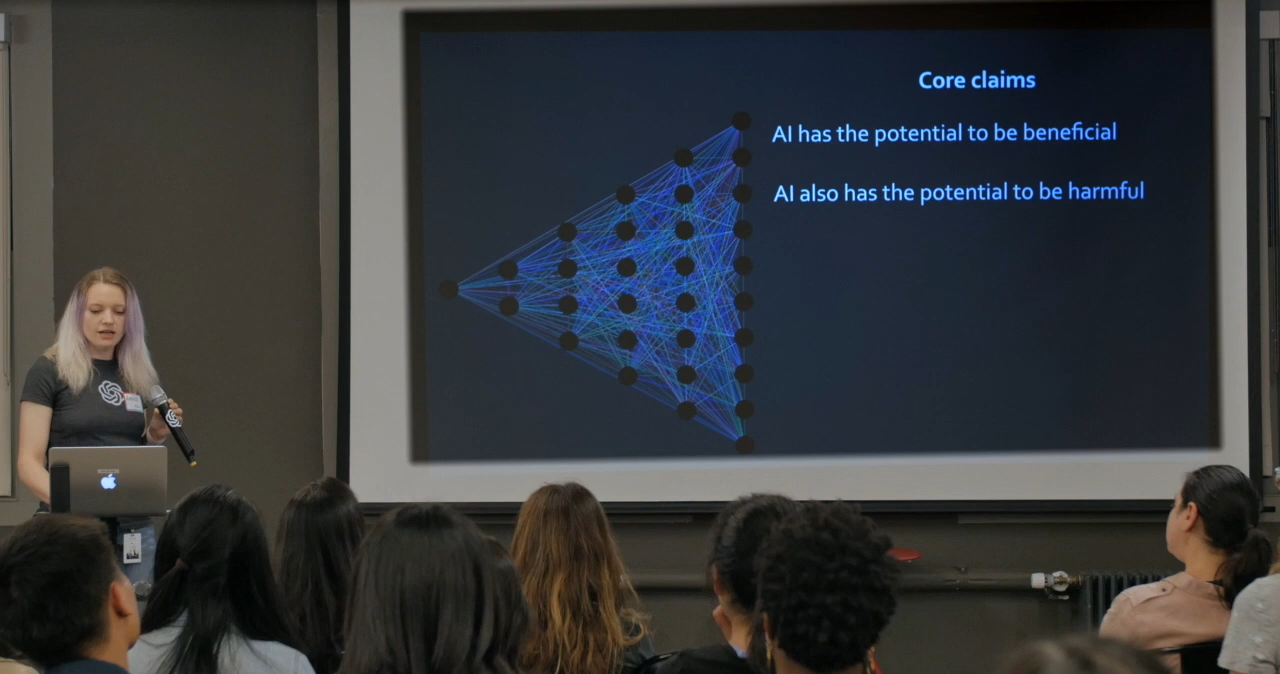 Core claims
AI has the potential to be beneficial
AI also has the potential to be harmful